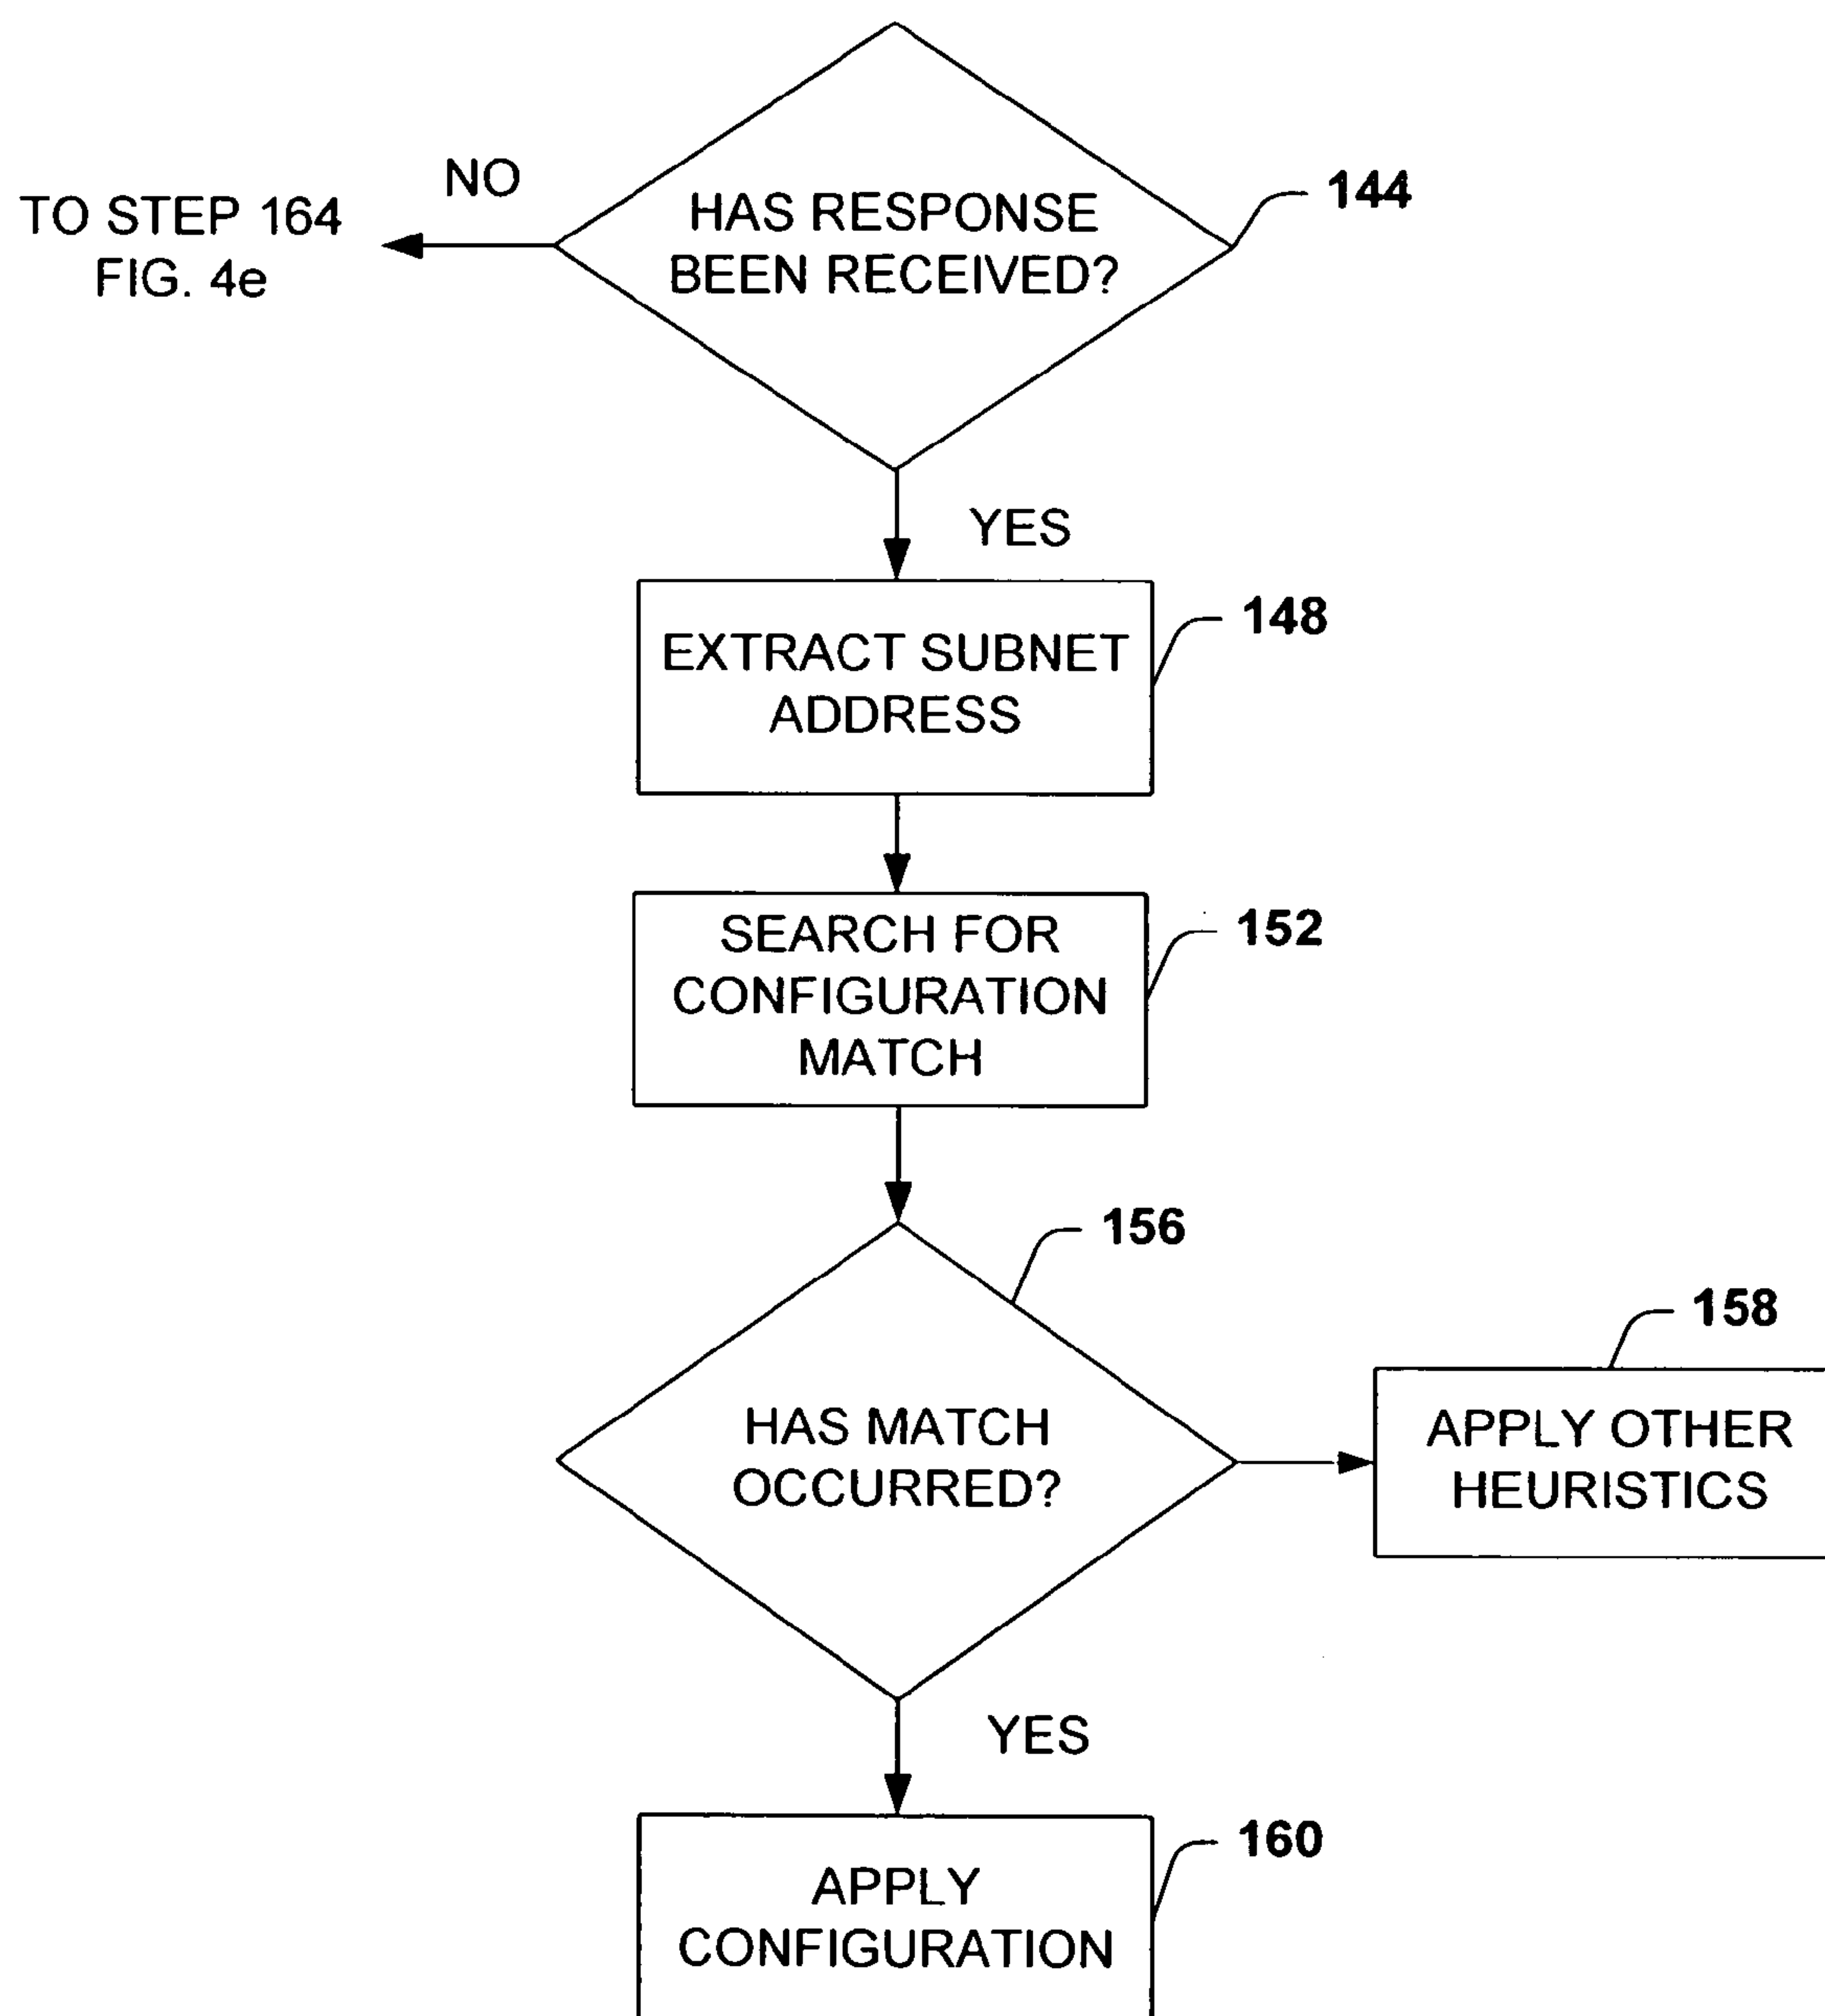 NO
TO STEP 164
FIG. 4e
HAS RESPONSE
BEEN RECEIVED?
144
YES
EXTRACT SUBNET
ADDRESS
148
SEARCH FOR
CONFIGURATION
MATCH
152
156
HAS MATCH
OCCURRED?
158
APPLY OTHER
HEURISTICS
YES
APPLY
CONFIGURATION
160